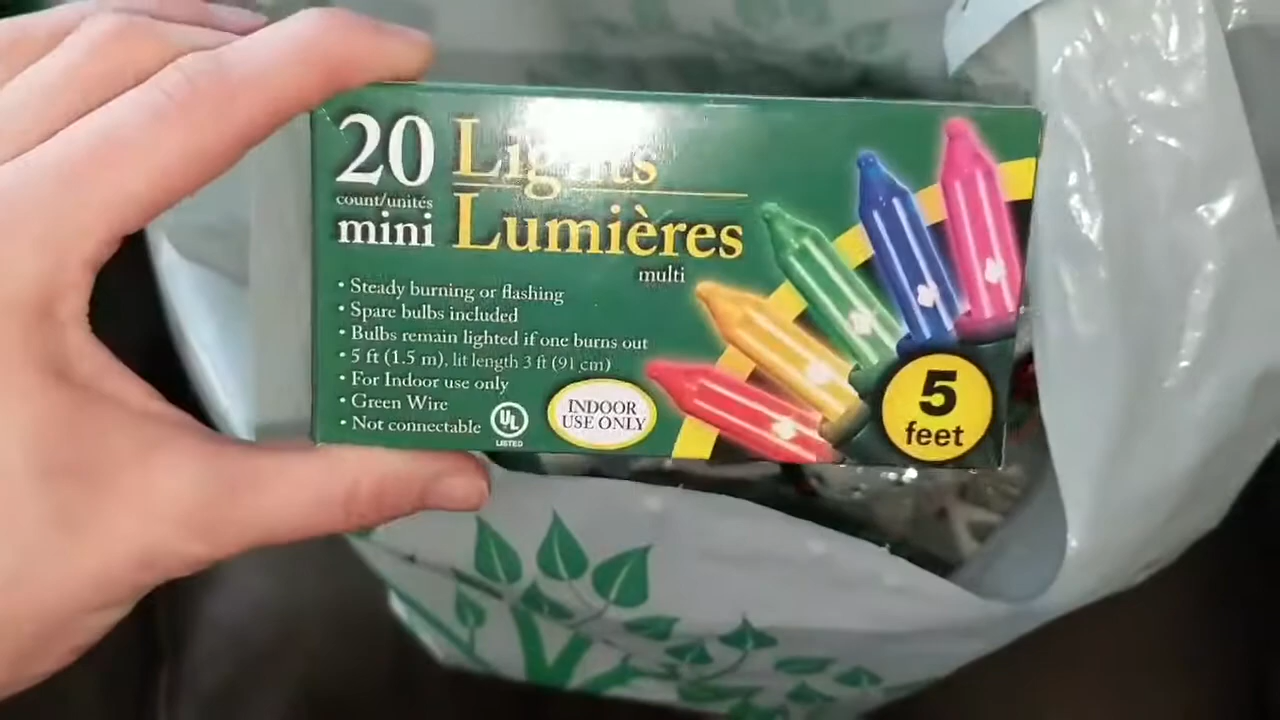 20 Lights
count/unités
mini Lumières
multi
• Steady burning or flashing
• Spare bulbs included
• Bulbs remain lighted if one burns out
• 5 ft (1.5 m), lit length 3 ft (91 cm)
• For Indoor use only
• Green Wire
• Not connectable
UL
LISTED
INDOOR
USE ONLY
5
feet